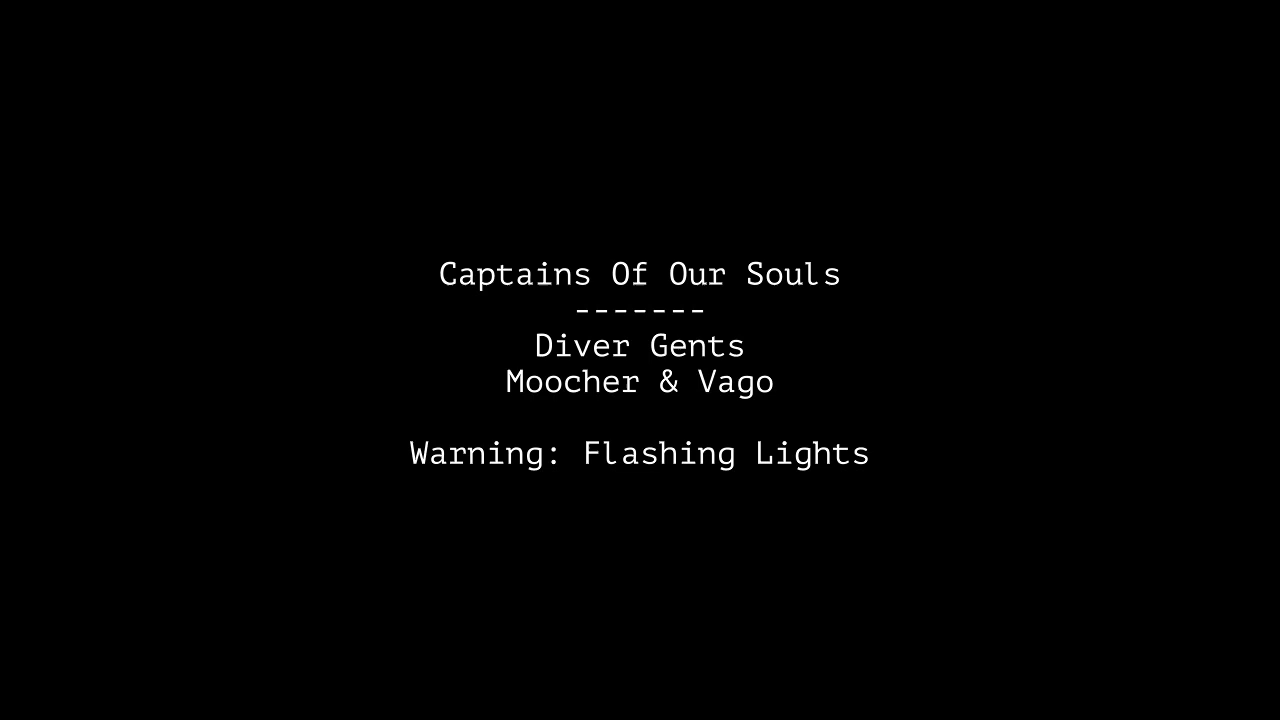 Captains Of Our Souls
-------
Diver Gents
Moocher & Vago
Warning: Flashing Lights